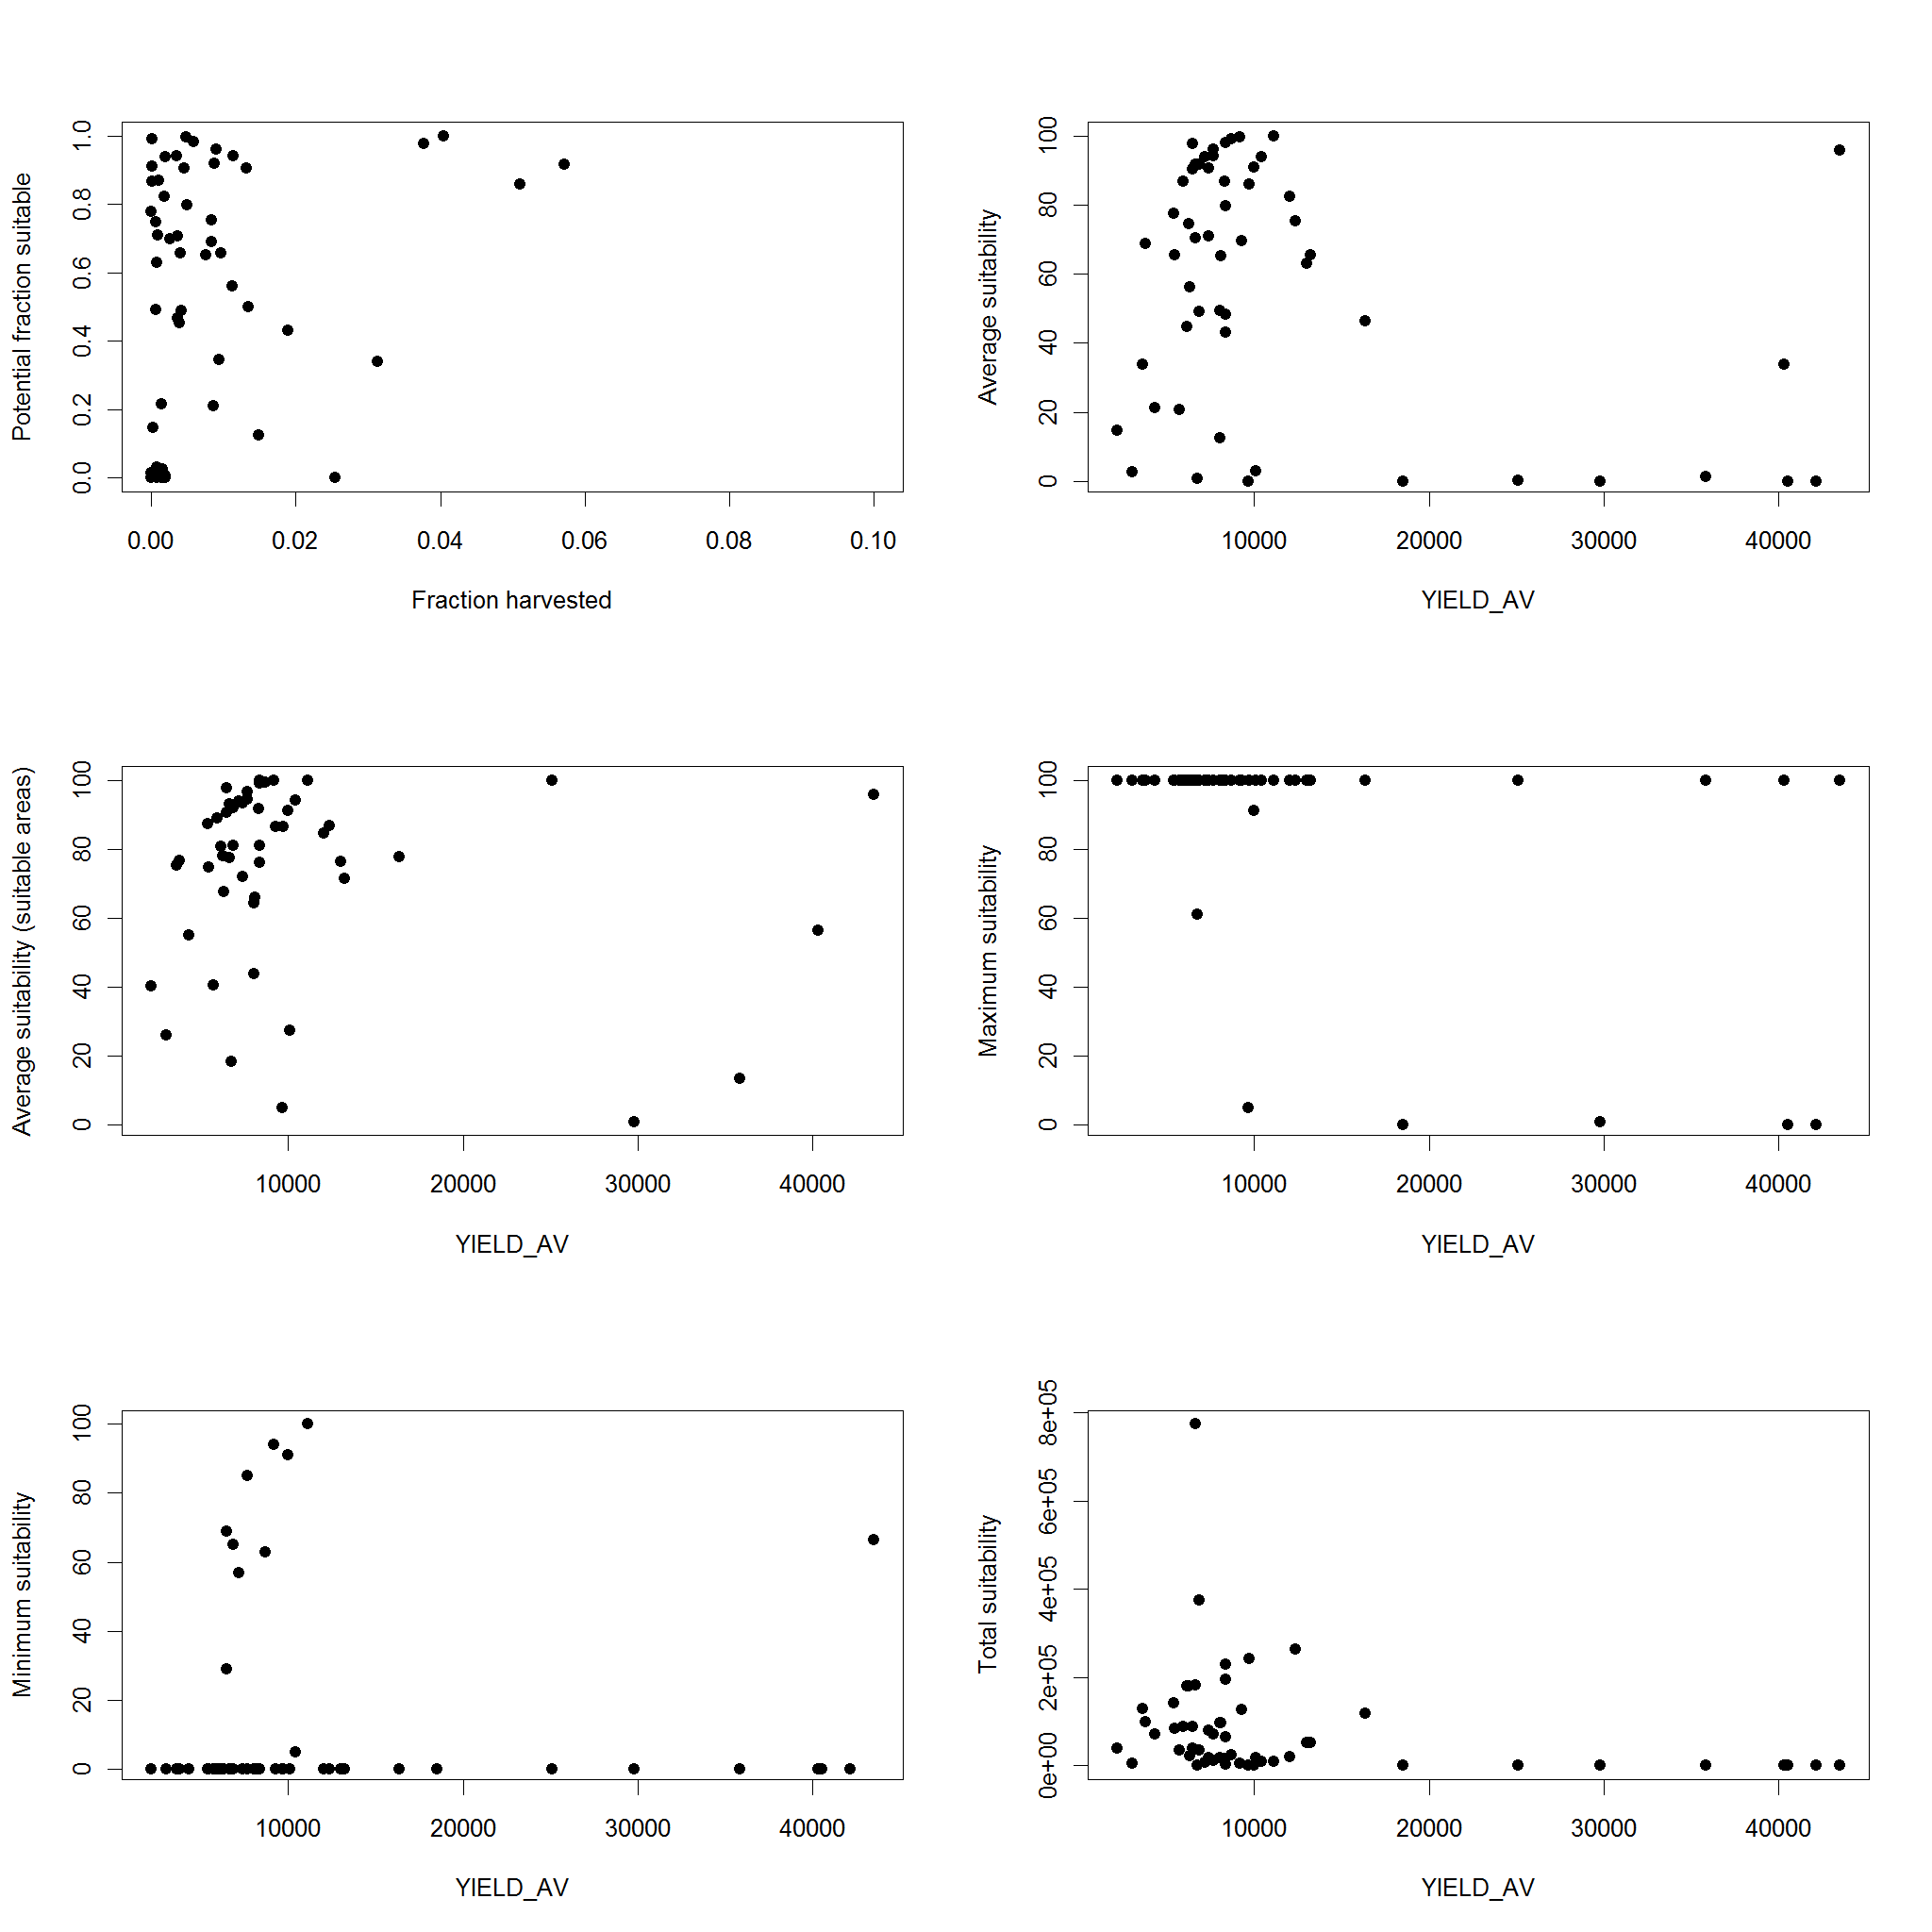 Potential fraction suitable
0.0 0.2 0.4 0.6 0.8 1.0
0.00 0.02 0.04 0.06 0.08 0.10
Fraction harvested
Average suitability
0 20 40 60 80 100
10000 20000 30000 40000
YIELD_AV
Average suitability (suitable areas)
0 20 40 60 80 100
10000 20000 30000 40000
YIELD_AV
Maximum suitability
0 20 40 60 80 100
10000 20000 30000 40000
YIELD_AV
Minimum suitability
0 20 40 60 80 100
10000 20000 30000 40000
YIELD_AV
Total suitability
0e+00 2e+05 4e+05 6e+05 8e+05
10000 20000 30000 40000
YIELD_AV